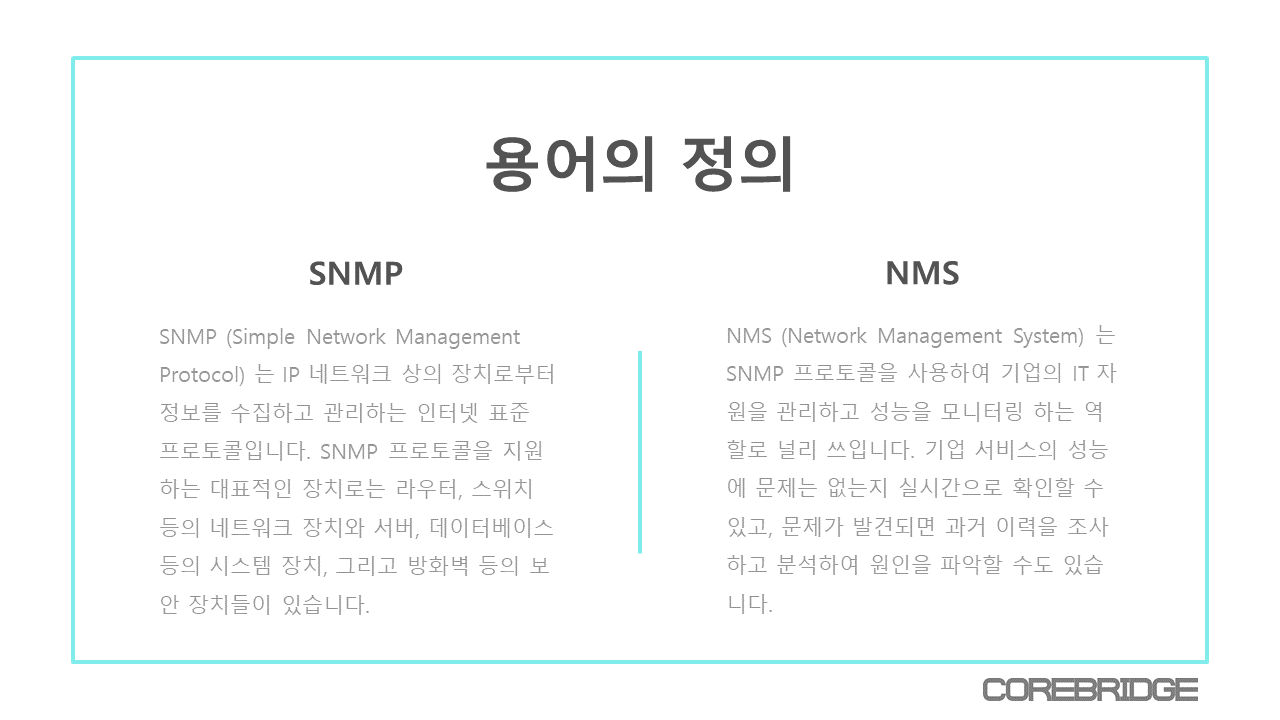 용어의 정의
SNMP
SNMP (Simple Network Management
Protocol) 는 IP 네트워크 상의 장치로부터
정보를 수집하고 관리하는 인터넷 표준
프로토콜입니다. SNMP 프로토콜을 지원
하는 대표적인 장치로는 라우터, 스위치
등의 네트워크 장치와 서버, 데이터베이스
등의 시스템 장치, 그리고 방화벽 등의 보
안 장치들이 있습니다.
NMS
NMS (Network Management System) 는
SNMP 프로토콜을 사용하여 기업의 IT 자
원을 관리하고 성능을 모니터링 하는 역
할로 널리 쓰입니다. 기업 서비스의 성능
에 문제는 없는지 실시간으로 확인할 수
있고, 문제가 발견되면 과거 이력을 조사
하고 분석하여 원인을 파악할 수도 있습
니다.
COREBRIDGE